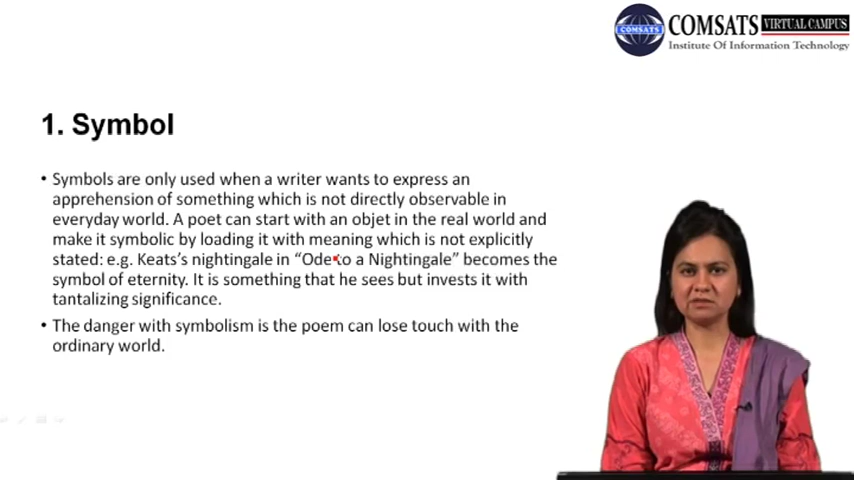 COMSATS VIRTUAL CAMPUS
COMSATS
Institute Of Information Technology
1. Symbol
• Symbols are only used when a writer wants to express an
apprehension of something which is not directly observable in
everyday world. A poet can start with an objet in the real world and
make it symbolic by loading it with meaning which is not explicitly
stated: e.g. Keats's nightingale in “Ode to a Nightingale” becomes the
symbol of eternity. It is something that he sees but invests it with
tantalizing significance.
• The danger with symbolism is the poem can lose touch with the
ordinary world.